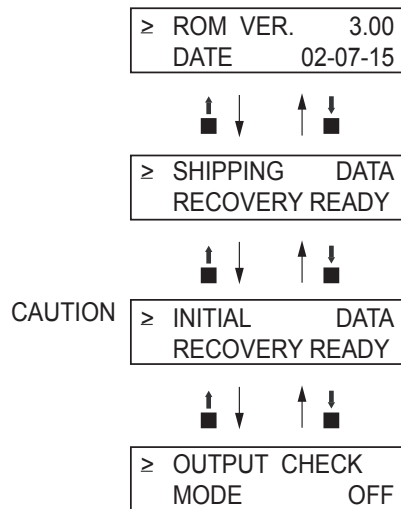 ≥ ROM VER. 3.00
DATE 02-07-15
≥ SHIPPING DATA
RECOVERY READY
CAUTION
≥ INITIAL DATA
RECOVERY READY
≥ OUTPUT CHECK
MODE OFF